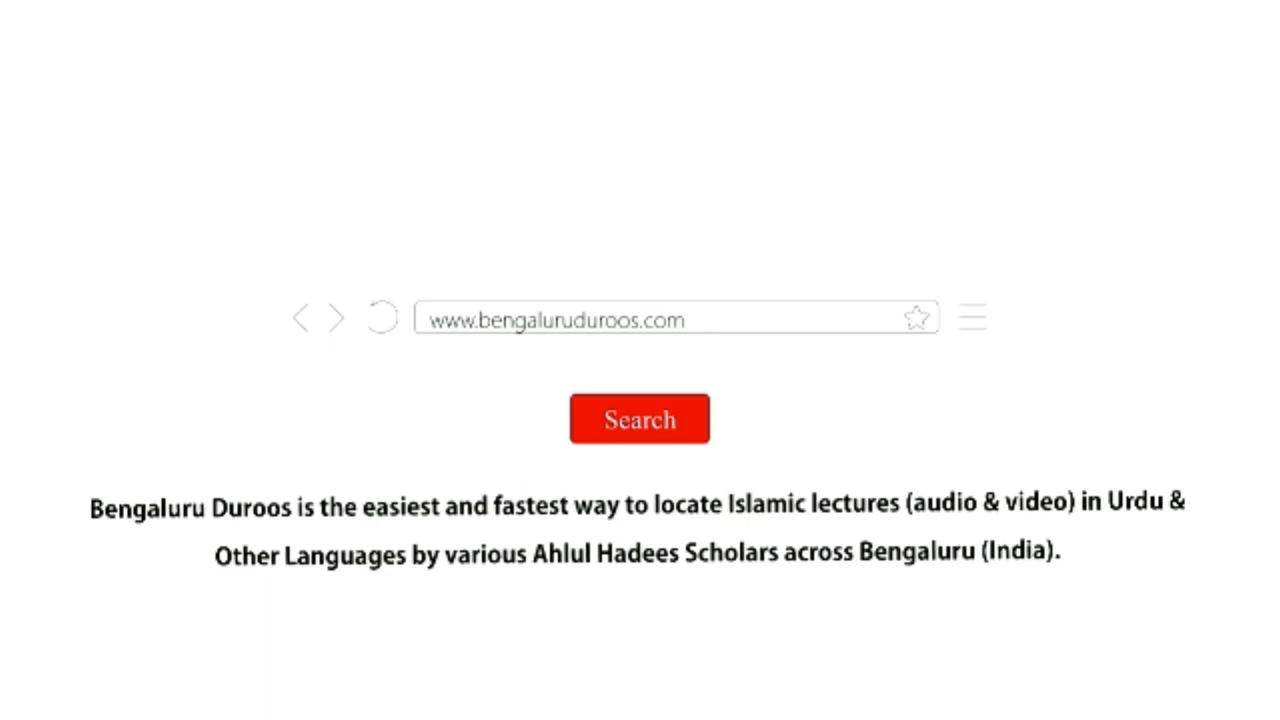 www.bengaluruduroos.com
Search
Bengaluru Duroos is the easiest and fastest way to locate Islamic lectures (audio & video) in Urdu &
Other Languages by various Ahlul Hadees Scholars across Bengaluru (India).